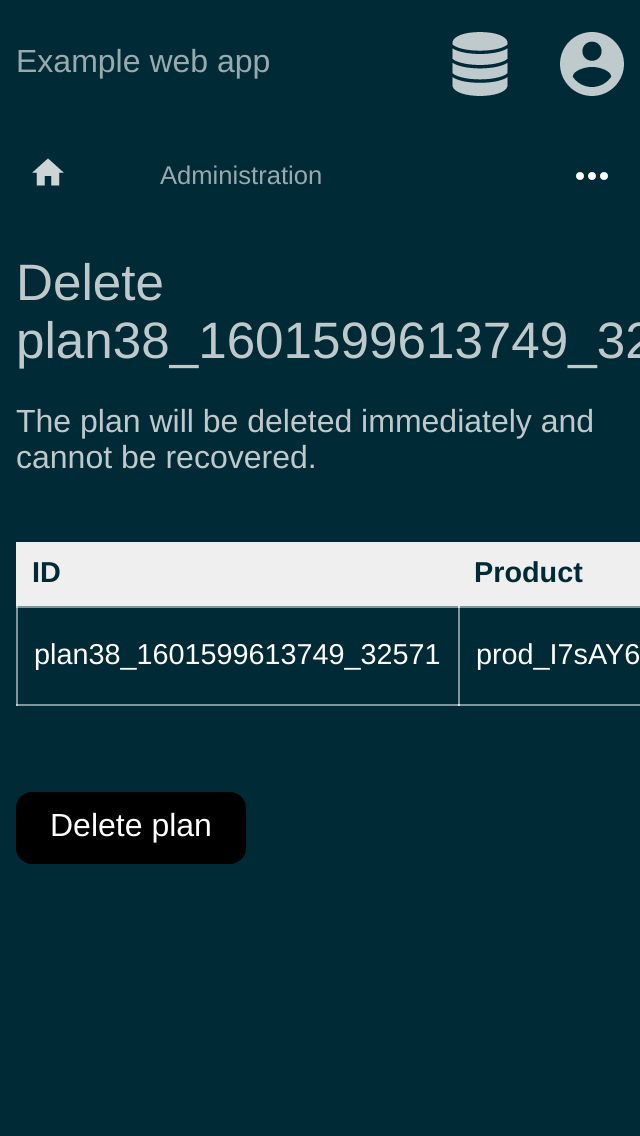 Example web app
Administration
Delete
plan38_1601599613749_32
The plan will be deleted immediately and
cannot be recovered.
ID Product
plan38_1601599613749_32571 prod_I7sAY6
Delete plan